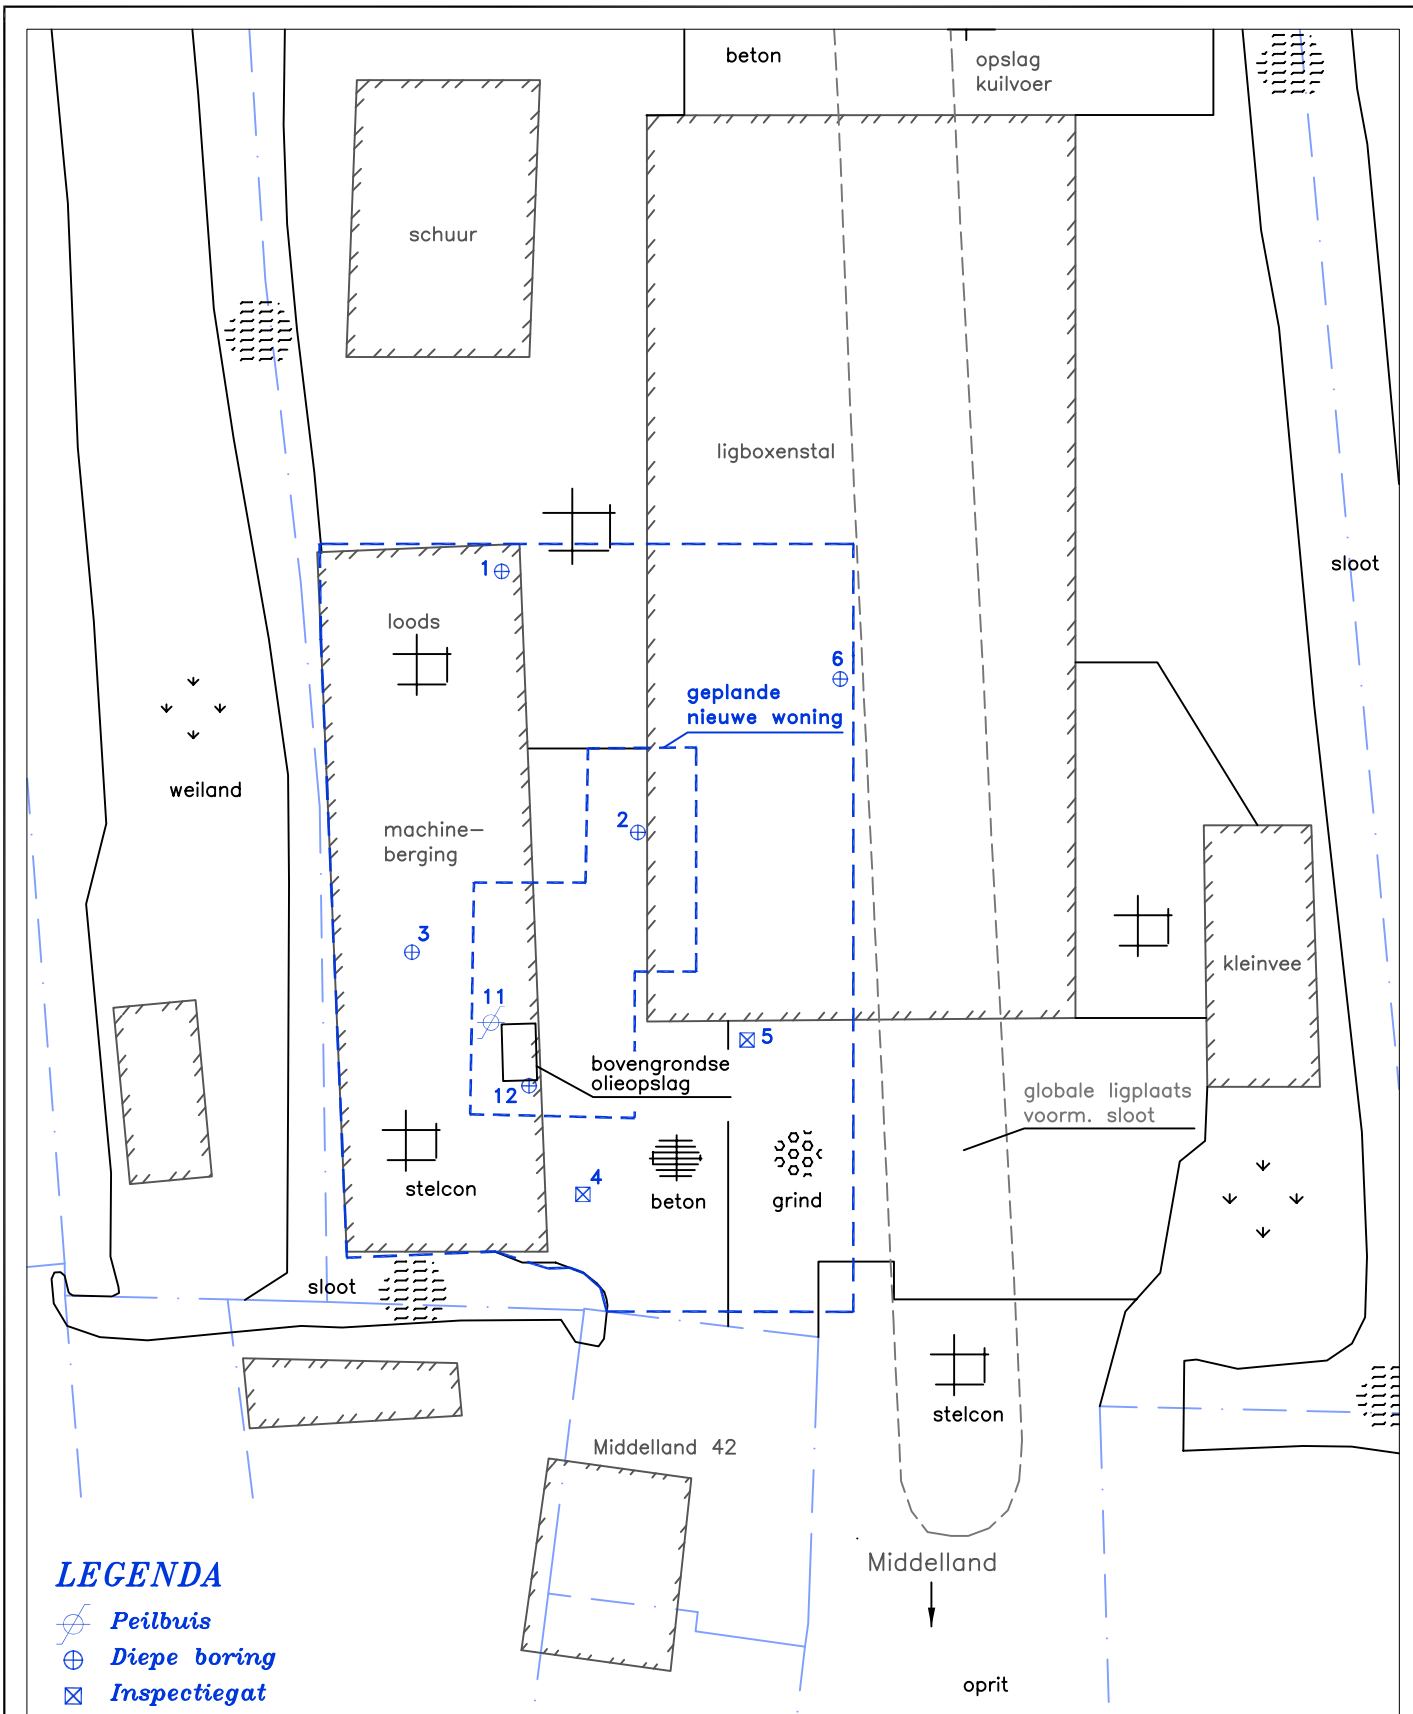 beton
opslag
kuilvoer
schuur
ligboxenstal
sloot
1
loods
6
geplande
nieuwe woning
weiland
2
machine-
berging
3
kleinvee
11
5
bovengrondse
olieopslag
12
globale ligplaats
voorm. sloot
4
stelcon
beton
grind
sloot
stelcon
Middelland 42
Middelland
LEGENDA
Peilbuis
Diepe boring
Inspectiegat
oprit